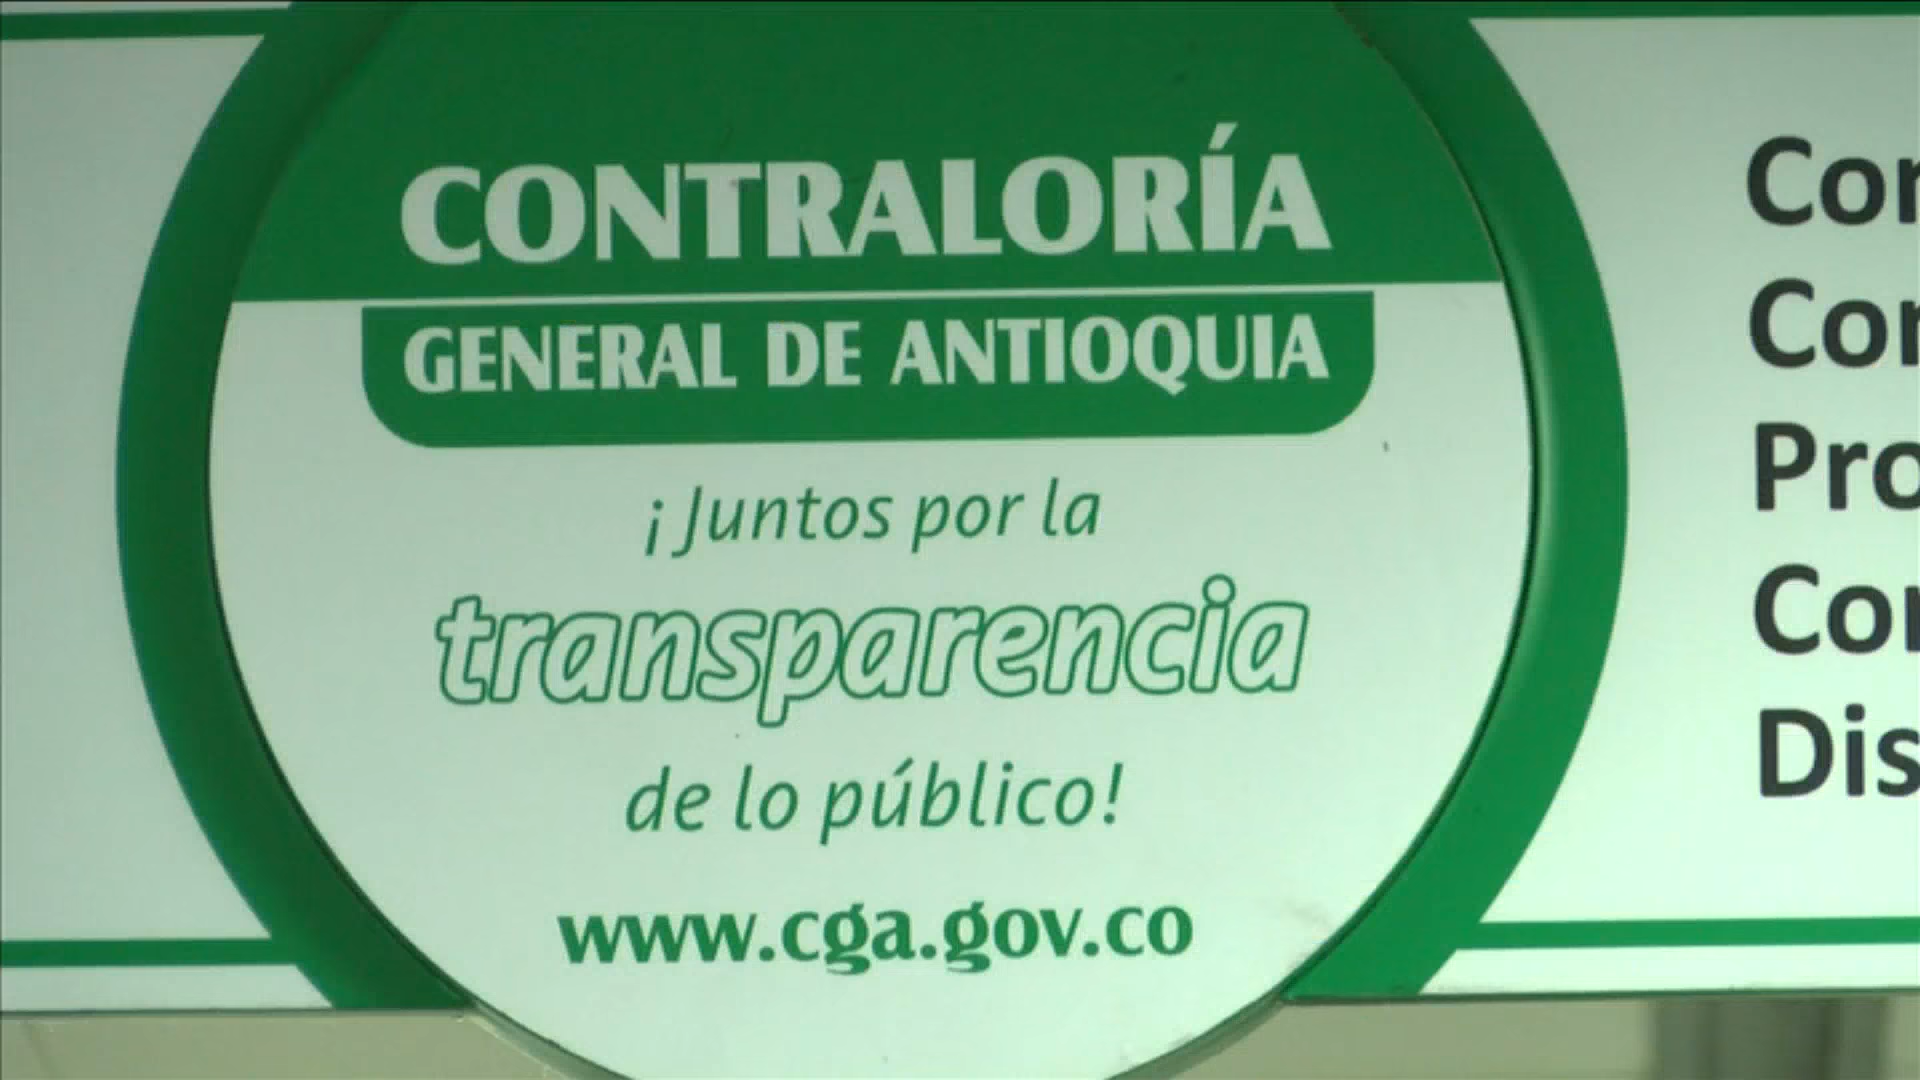 CONTRALORÍA
GENERAL DE ANTIOQUIA
¡Juntos por la
transparencia
de lo público!
www.cga.gov.co